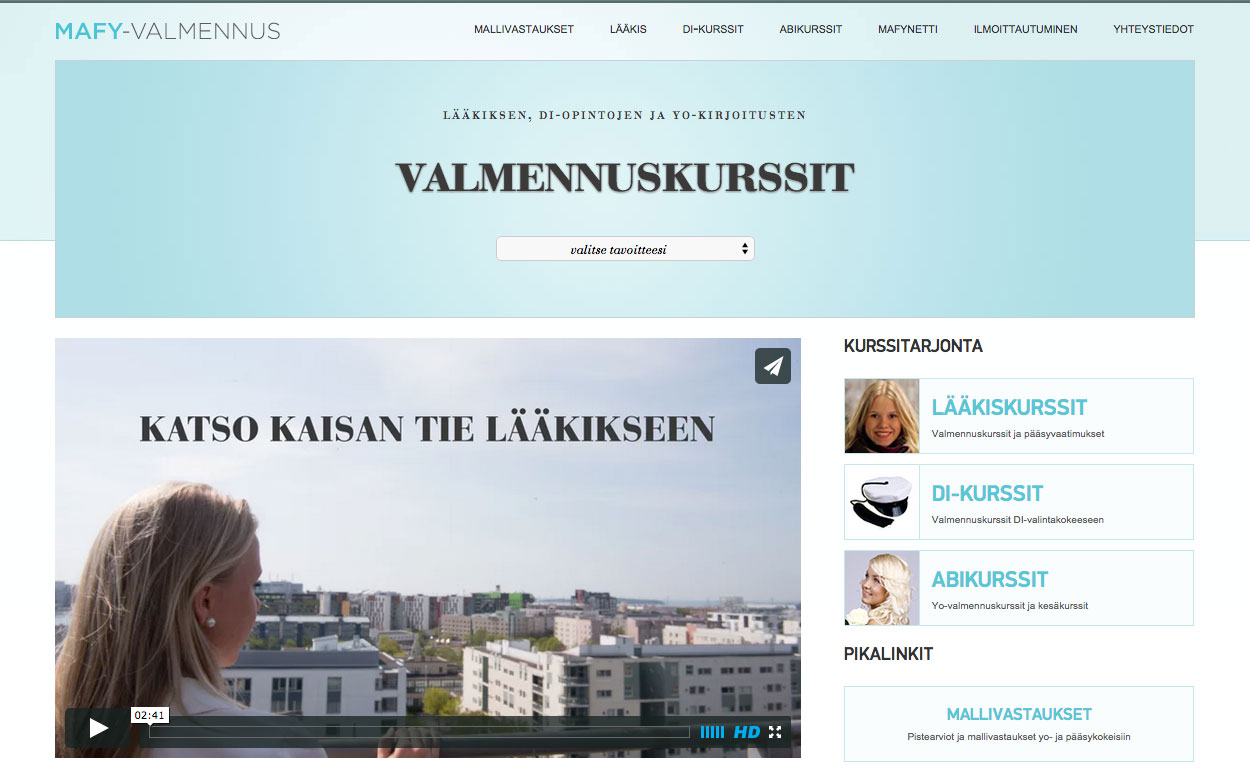 MAFY-VALMENNUS
MALLIVASTAUKSET LÄÄKIS DI-KURSSIT ABIKURSSIT MAFYNETTI ILMOITTAUTUMINEN YHTEYSTIEDOT
LÄÄKIKSEN, DI-OPINTOJEN JA YO-KIRJOITUSTEN
VALMENNUSKURSSIT
valitse tavoitteesi
KATSO KAISAN TIE LÄÄKIKSEEN
02:41
HD
KURSSITARJONTA
LÄÄKISKURSSIT
Valmennuskurssit ja pääsyvaatimukset
DI-KURSSIT
Valmennuskurssit DI-valintakokeeseen
ABIKURSSIT
Yo-valmennuskurssit ja kesäkurssit
PIKALINKIT
MALLIVASTAUKSET
Pistearviot ja mallivastaukset yo- ja pääsykokeisiin